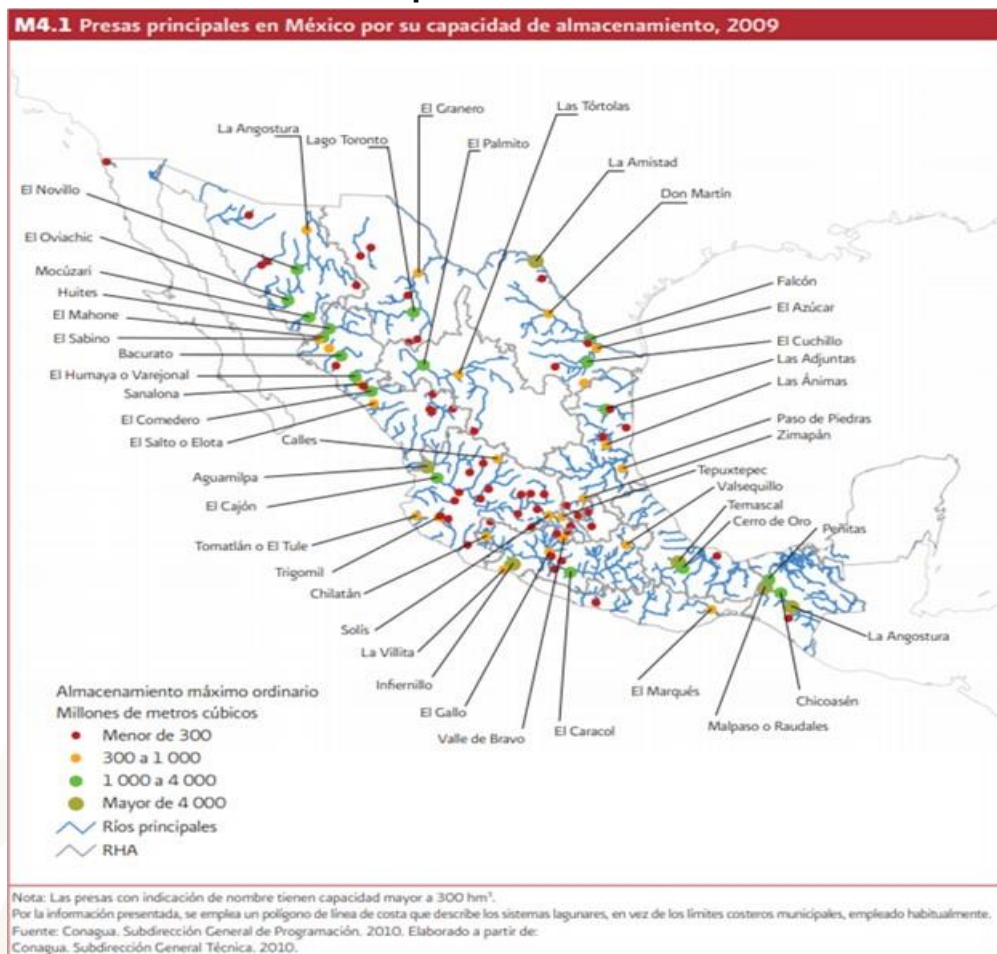 M4.1 Presas principales en México por su capacidad de almacenamiento, 2009
El Granero
Las Tórtolas
La Angostura
Lago Toronto
El Palmito
La Amistad
Don Martín
El Novillo
El Oviachic
Mocúzari
Huites
El Mahone
El Sabino
Bacurato
El Humaya o Varejonal
Sanalona
El Comedero
El Salto o Elota
Calles
Aguamilpa
El Cajón
Tomatlán o El Tule
Trigomil
Chilatán
Solís
La Villita
Infiernillo
El Gallo
Valle de Bravo
El Caracol
Falcón
El Azúcar
El Cuchillo
Las Adjuntas
Las Ánimas
Paso de Piedras
Zimapán
Tepuxtepec
Valsequillo
Temascal
Cerro de Oro
Peñitas
La Angostura
El Marqués
Chicoasén
Malpaso o Raudales
Almacenamiento máximo ordinario
Millones de metros cúbicos
Menor de 300
300 a 1 000
1 000 a 4 000
Mayor de 4 000
Ríos principales
RHA
Nota: Las presas con indicación de nombre tienen capacidad mayor a 300 hm³.
Por la información presentada, se emplea un polígono de línea de costa que describe los sistemas lagunares, en vez de los límites costeros municipales, empleado habitualmente.
Fuente: Conagua. Subdirección General de Programación. 2010. Elaborado a partir de:
Conagua. Subdirección General Técnica. 2010.